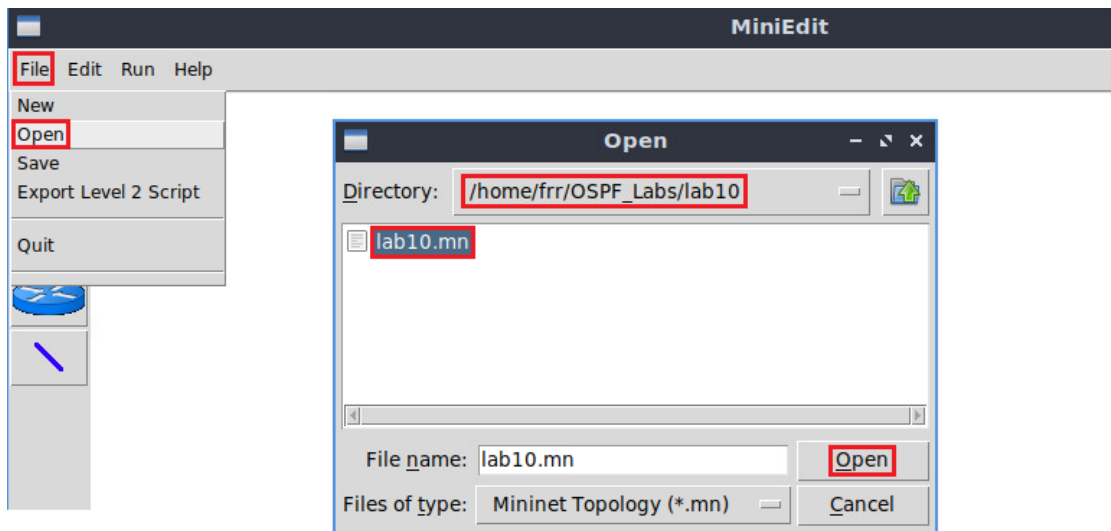 MiniEdit
File Edit Run Help
New
Open
Save
Export Level 2 Script
Quit
Open
Directory: /home/frr/OSPF_Labs/lab10
lab10.mn
File name: lab10.mn Open
Files of type: Mininet Topology (*.mn) Cancel